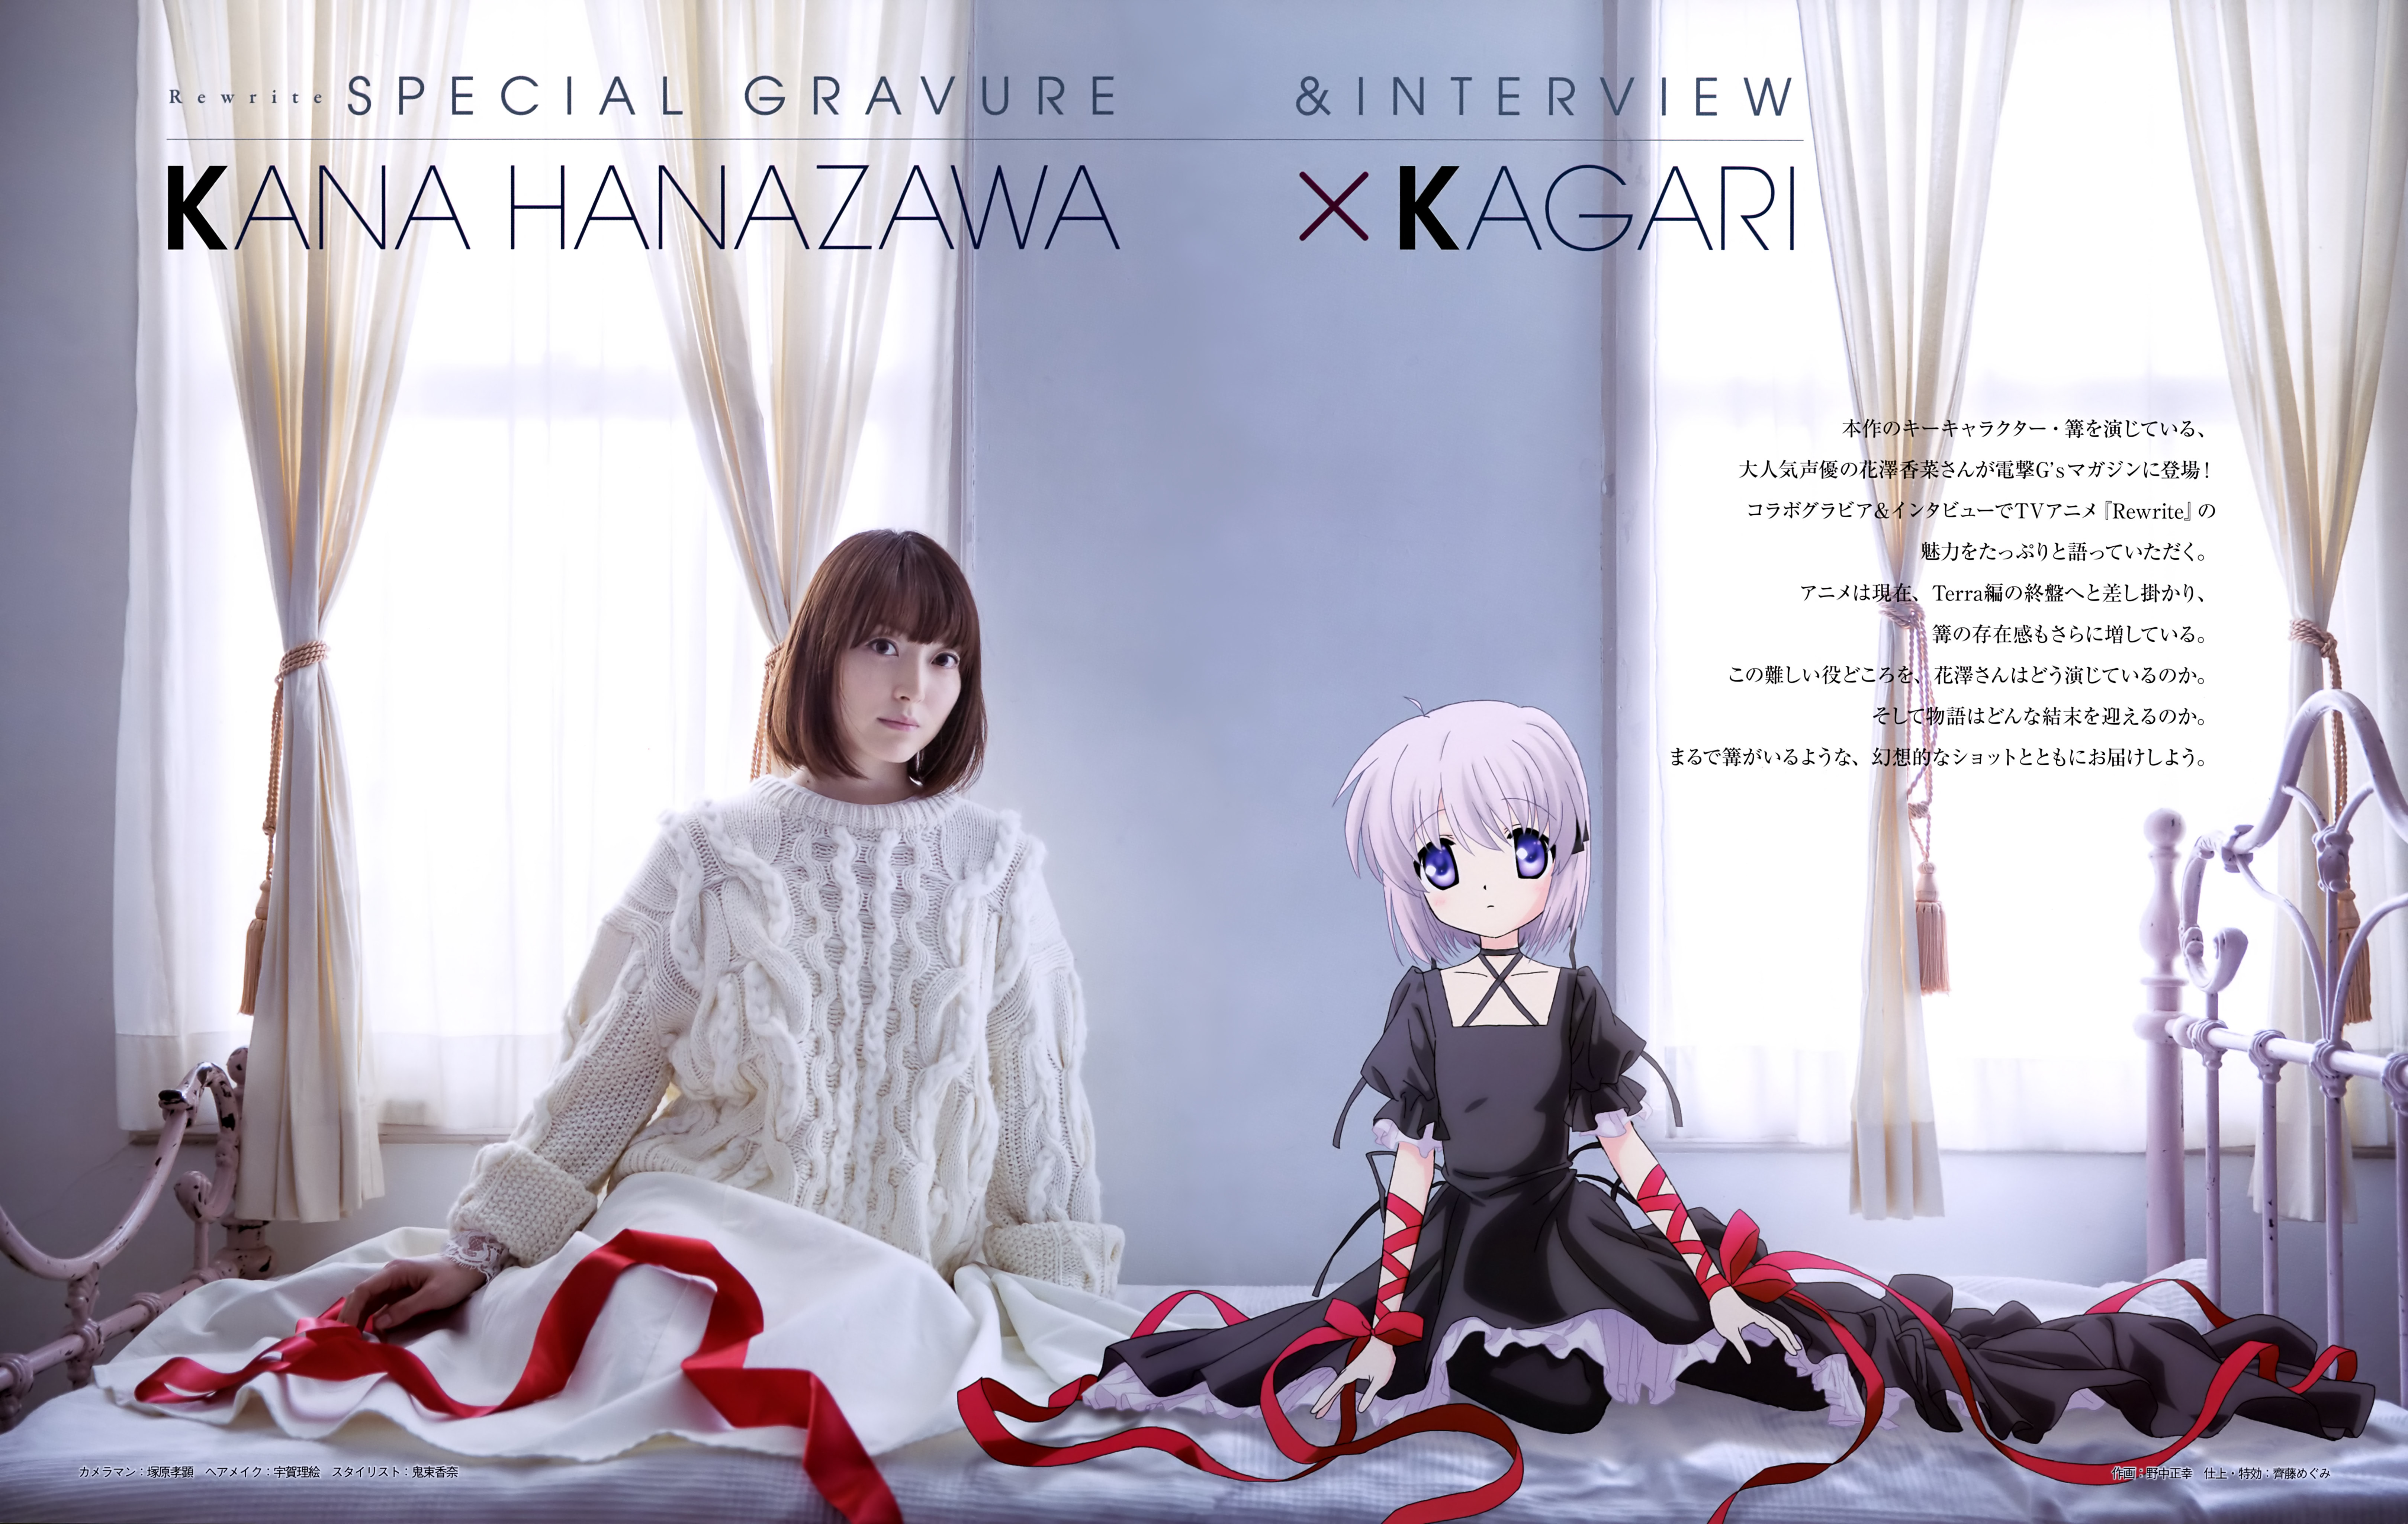 Rewrite SPECIAL GRAVURE & INTERVIEW
KANA HANAZAWA × KAGARI
本作のキーキャラクター・篝を演じている、
大人気声優の花澤香菜さんが電撃G'sマガジンに登場!
コラボグラビア&インタビューでTVアニメ『Rewrite』の
魅力をたっぷりと語っていただく。
アニメは現在、Terra編の終盤へと差し掛かり、
篝の存在感もさらに増している。
この難しい役どころを、花澤さんはどう演じているのか。
そして物語はどんな結末を迎えるのか。
まるで篝がいるような、幻想的なショットとともにお届けしよう。
カメラマン:塚原孝顕 ヘアメイク:宇賀理絵 スタイリスト:鬼束香奈
作画:野中正幸 仕上・特効:齊藤めぐみ